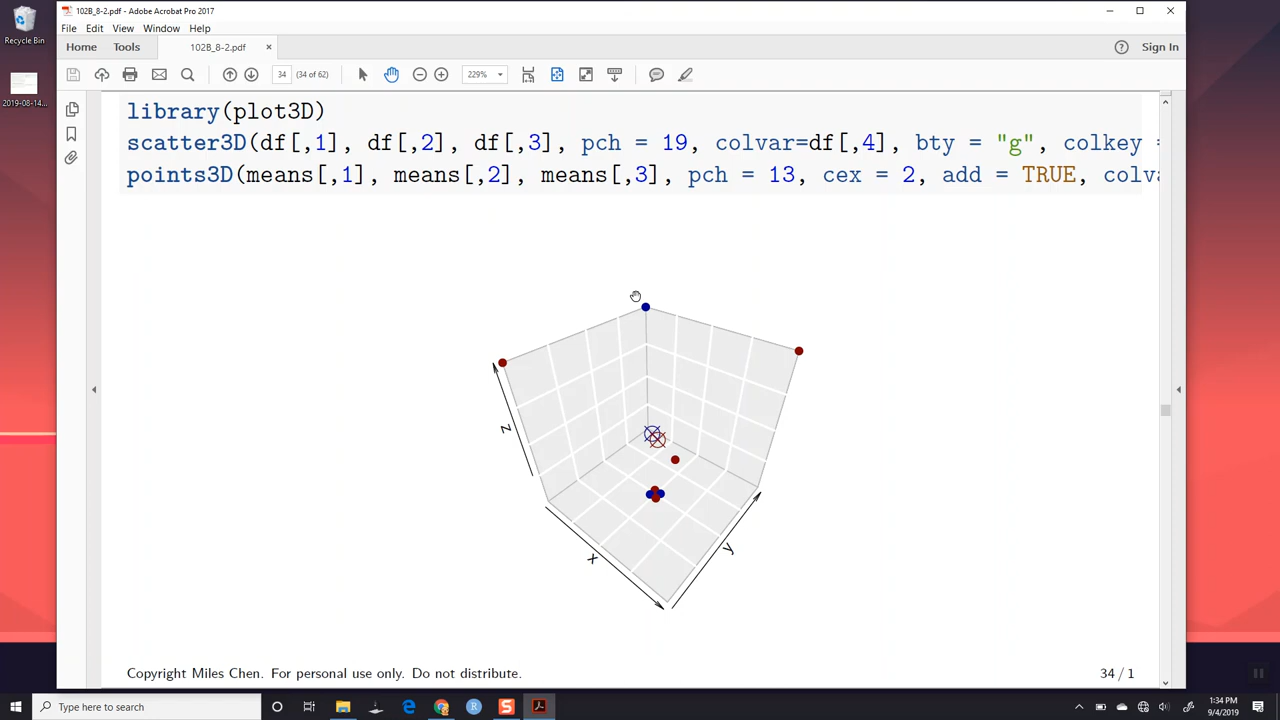 102B_8-2.pdf - Adobe Acrobat Pro 2017
Recycle Bin
File Edit View Window Help
Home Tools 102B_8-2.pdf × Sign In
34 (34 of 62) 229%
2019-08-14...
library(plot3D)
scatter3D(df[,1], df[,2], df[,3], pch = 19, colvar=df[,4], bty = "g", colkey =
points3D(means[,1], means[,2], means[,3], pch = 13, cex = 2, add = TRUE, colva
z
x
y
Copyright Miles Chen. For personal use only. Do not distribute. 34 / 1
Type here to search
1:34 PM
9/4/2019